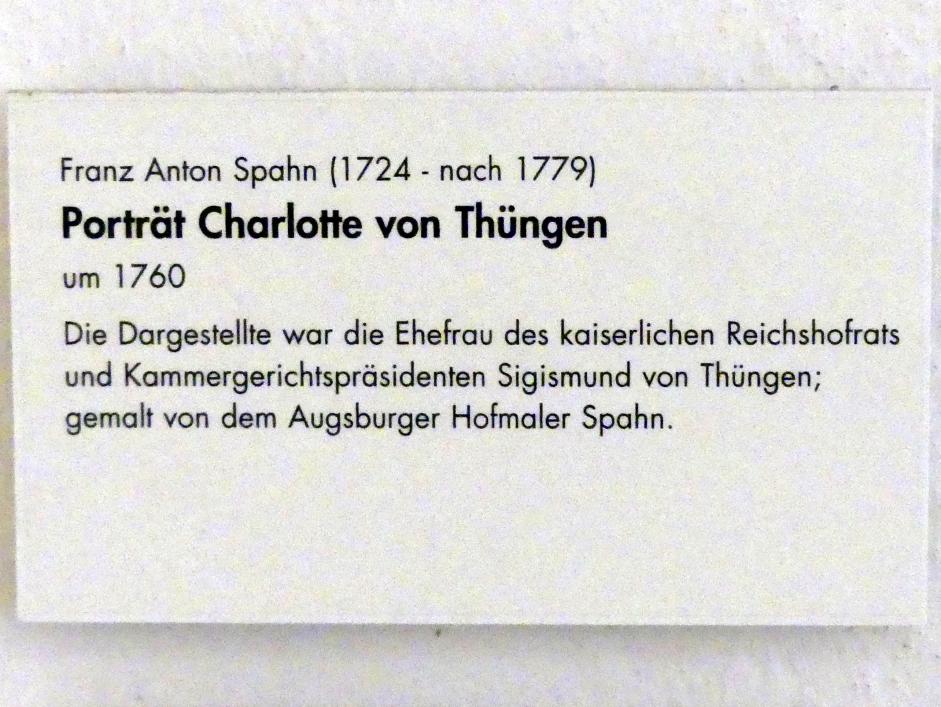 Franz Anton Spahn (1724 - nach 1779)
Porträt Charlotte von Thüngen
um 1760
Die Dargestellte war die Ehefrau des kaiserlichen Reichshofrats
und Kammergerichtspräsidenten Sigismund von Thüngen;
gemalt von dem Augsburger Hofmaler Spahn.